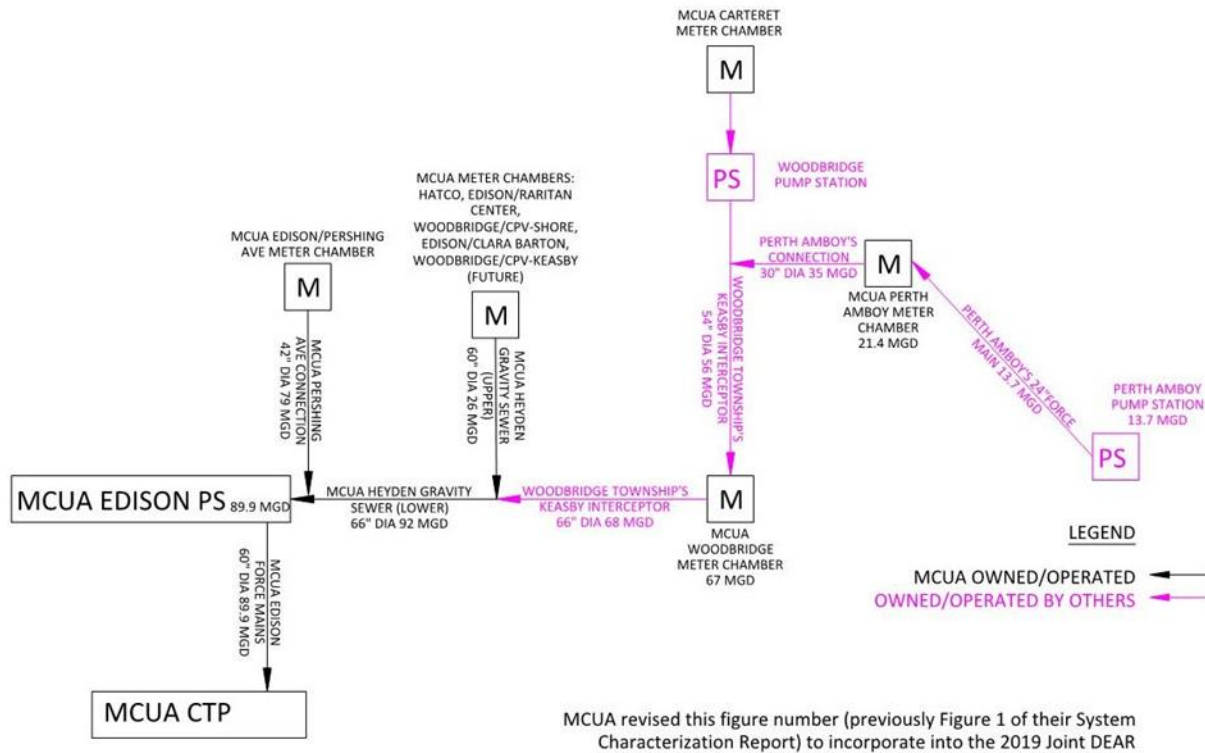 MCUA CARTERET
METER CHAMBER
M
PS
WOODBRIDGE
PUMP STATION
MCUA METER CHAMBERS:
HATCO, EDISON/RARITAN
CENTER,
WOODBRIDGE/CPV-SHORE,
EDISON/CLARA BARTON,
WOODBRIDGE/CPV-KEASBY
(FUTURE)
M
MCUA EDISON/PERSHING
AVE METER CHAMBER
M
PERTH AMBOY'S
CONNECTION
30" DIA 35 MGD
M
MCUA PERTH
AMBOY METER
CHAMBER
21.4 MGD
WOODBRIDGE TOWNSHIP'S
KEASBY INTERCEPTOR
54" DIA 56 MGD
PERTH AMBOY'S 24"FORCE
MAIN 13.7 MGD
PERTH AMBOY
PUMP STATION
13.7 MGD
PS
MCUA PERSHING
AVE CONNECTION
42" DIA 79 MGD
MCUA HEYDEN
GRAVITY SEWER
(UPPER)
60" DIA 26 MGD
MCUA EDISON PS 89.9 MGD
MCUA HEYDEN GRAVITY
SEWER (LOWER)
66" DIA 92 MGD
WOODBRIDGE TOWNSHIP'S
KEASBY INTERCEPTOR
66" DIA 68 MGD
M
MCUA
WOODBRIDGE
METER CHAMBER
67 MGD
LEGEND
MCUA OWNED/OPERATED
OWNED/OPERATED BY OTHERS
MCUA EDISON
FORCE MAINS
60" DIA 89.9 MGD
MCUA CTP
MCUA revised this figure number (previously Figure 1 of their System
Characterization Report) to incorporate into the 2019 Joint DEAR